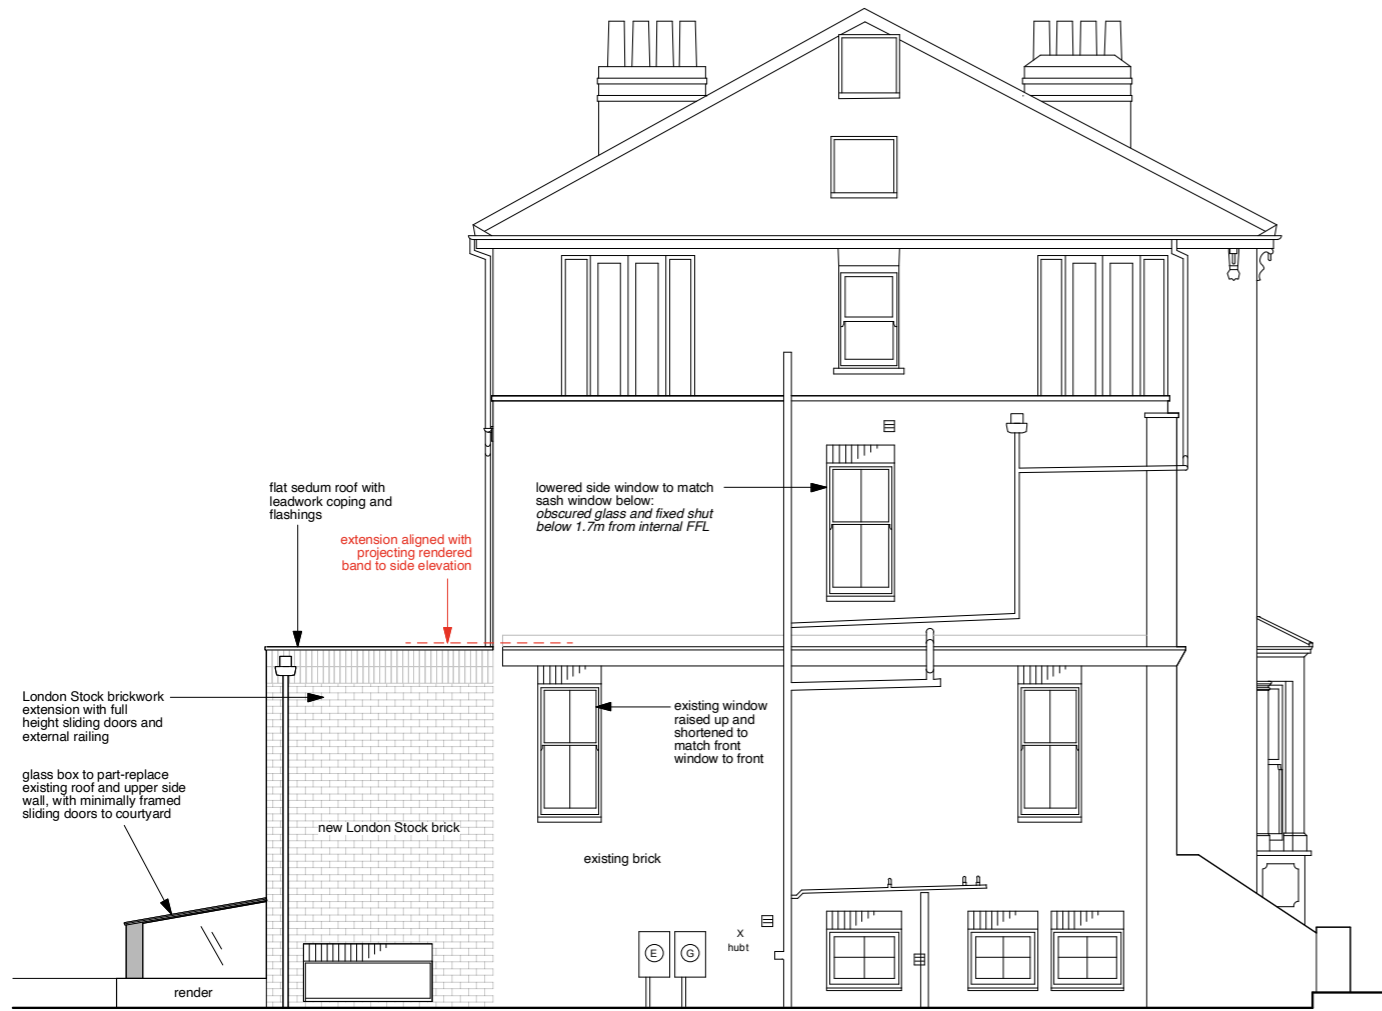 flat sedum roof with
leadwork coping and
flashings
extension aligned with
projecting rendered
band to side elevation
lowered side window to match
sash window below:
obscured glass and fixed shut
below 1.7m from internal FFL
London Stock brickwork
extension with full
height sliding doors and
external railing
existing window
raised up and
shortened to
match front
window to front
glass box to part-replace
existing roof and upper side
wall, with minimally framed
sliding doors to courtyard
new London Stock brick
existing brick
E
G
X
hubt
render